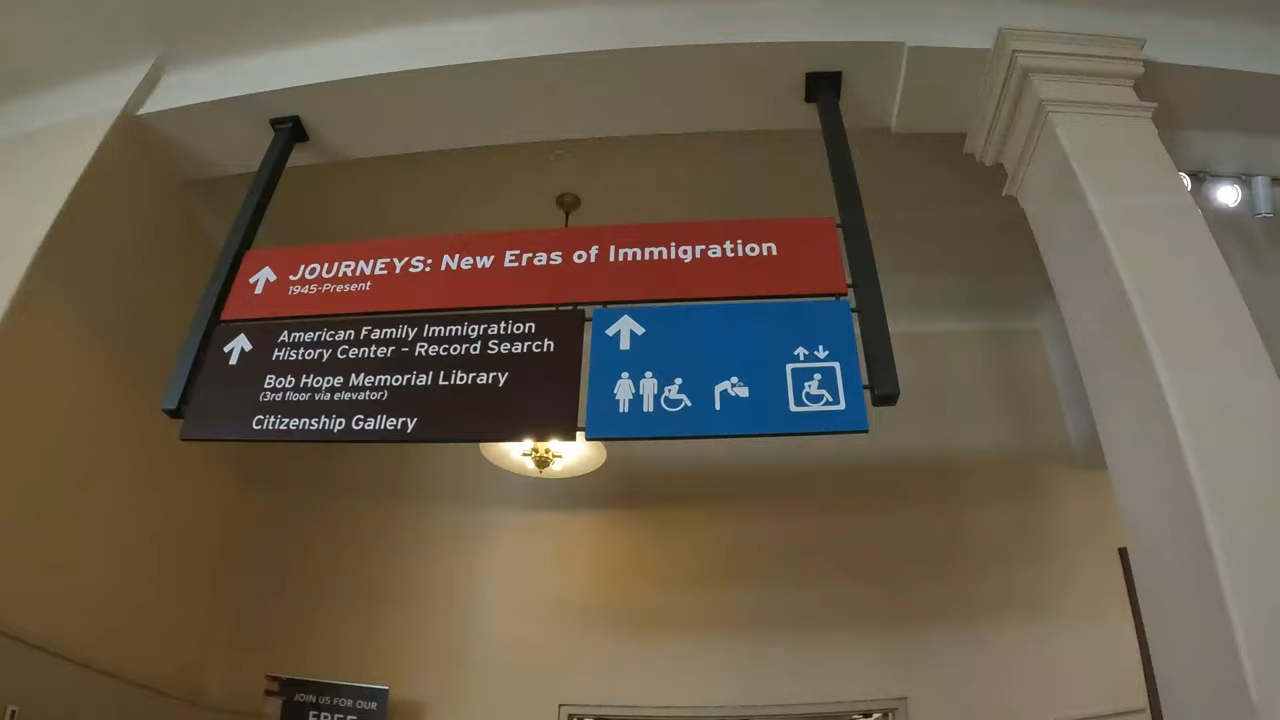 JOURNEYS: New Eras of Immigration
1945-Present
American Family Immigration
History Center – Record Search
Bob Hope Memorial Library
(3rd floor via elevator)
Citizenship Gallery
JOIN US FOR OUR
FREE